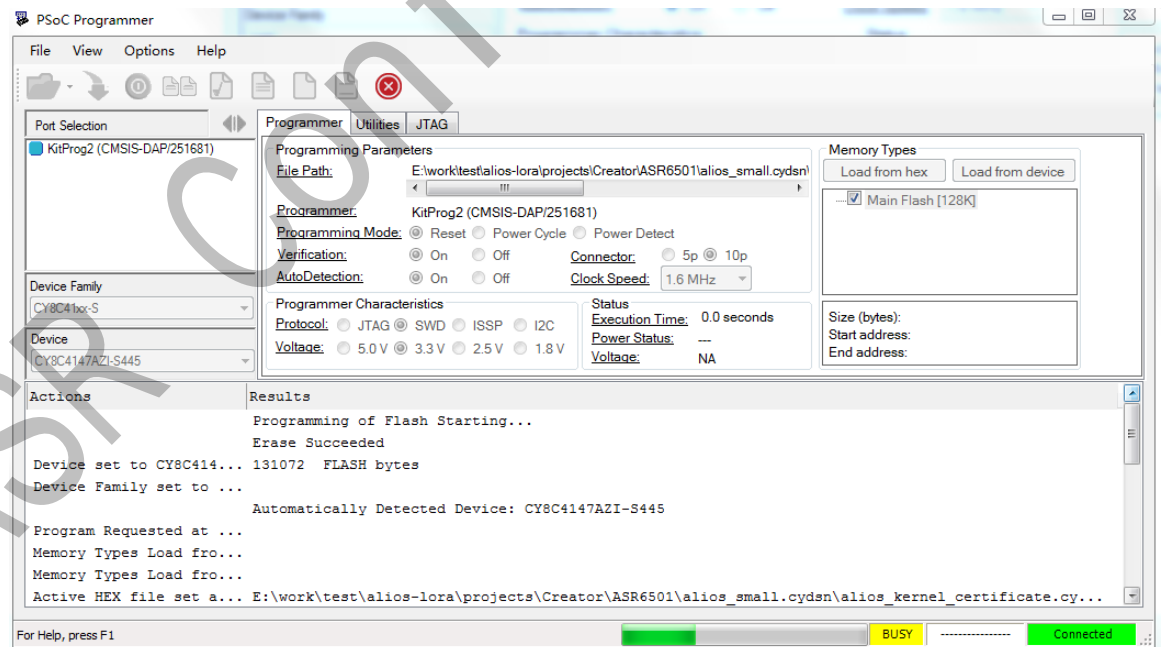 PSoC Programmer
File View Options Help
Port Selection
KitProg2 (CMSIS-DAP/251681)
Device Family
CY8C41xx-S
Device
CY8C4147AZI-S445
Programmer Utilities JTAG
Programming Parameters
File Path: E:\work\test\alios-lora\projects\Creator\ASR6501\alios_small.cydsn\
Programmer: KitProg2 (CMSIS-DAP/251681)
Programming Mode: Reset Power Cycle Power Detect
Verification: On Off Connector: 5p 10p
AutoDetection: On Off Clock Speed: 1.6 MHz
Programmer Characteristics
Protocol: JTAG SWD ISSP I2C
Voltage: 5.0 V 3.3 V 2.5 V 1.8 V
Status
Execution Time: 0.0 seconds
Power Status: ---
Voltage: NA
Memory Types
Load from hex Load from device
Main Flash [128K]
Size (bytes):
Start address:
End address:
Actions Results
Programming of Flash Starting...
Erase Succeeded
Device set to CY8C414... 131072 FLASH bytes
Device Family set to ...
Automatically Detected Device: CY8C4147AZI-S445
Program Requested at ...
Memory Types Load fro...
Memory Types Load fro...
Active HEX file set a... E:\work\test\alios-lora\projects\Creator\ASR6501\alios_small.cydsn\alios_kernel_certificate.cy...
For Help, press F1 BUSY ---------------- Connected
SR Cont